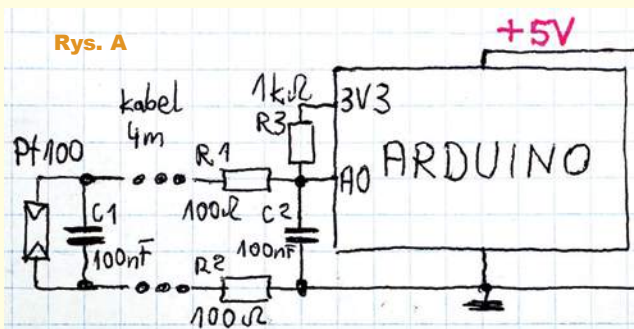 Rys. A
+5V
kabel
4m
1kΩ
3V3
R3
Pt100
R1
A0
ARDUINO
C1
100Ω
C2
100nF
100nF
R2
100Ω